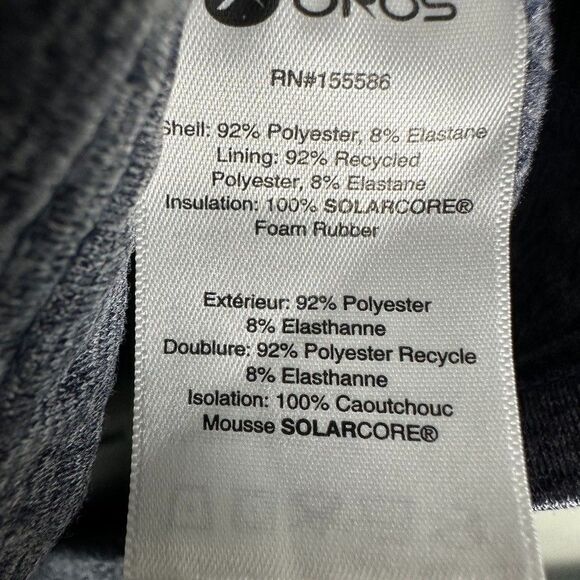 OROS
RN#155586
Shell: 92% Polyester, 8% Elastane
Lining: 92% Recycled
Polyester, 8% Elastane
Insulation: 100% SOLARCORE®
Foam Rubber
Extérieur: 92% Polyester
8% Elasthanne
Doublure: 92% Polyester Recycle
8% Elasthanne
Isolation: 100% Caoutchouc
Mousse SOLARCORE®